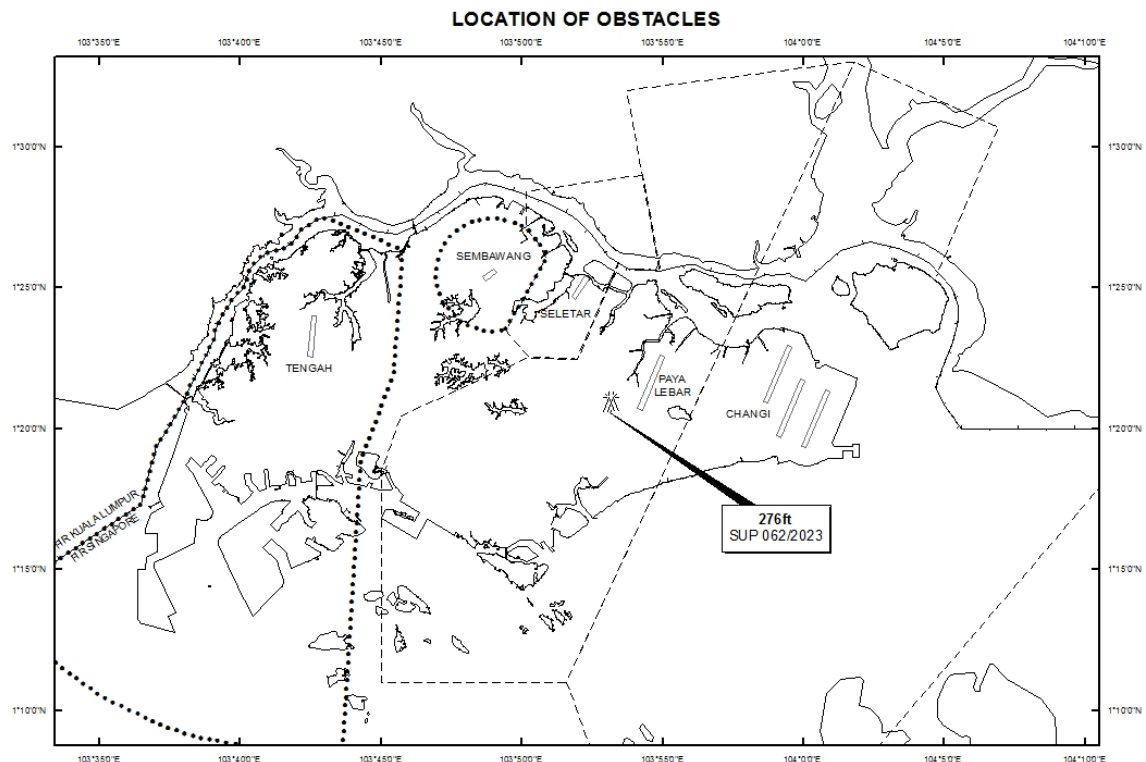 LOCATION OF OBSTACLES
103°35'0"E 103°40'0"E 103°45'0"E 103°50'0"E 103°55'0"E 104°0'0"E 104°5'0"E 104°10'0"E
1°30'0"N 1°30'0"N
SEMBAWANG
1°25'0"N 1°25'0"N
SELETAR
TENGAH
PAYA
LEBAR
CHANGI
1°20'0"N 1°20'0"N
FIR KUALA LUMPUR
FIR SINGAPORE
276ft
SUP 062/2023
1°15'0"N 1°15'0"N
1°10'0"N 1°10'0"N
103°35'0"E 103°40'0"E 103°45'0"E 103°50'0"E 103°55'0"E 104°0'0"E 104°5'0"E 104°10'0"E